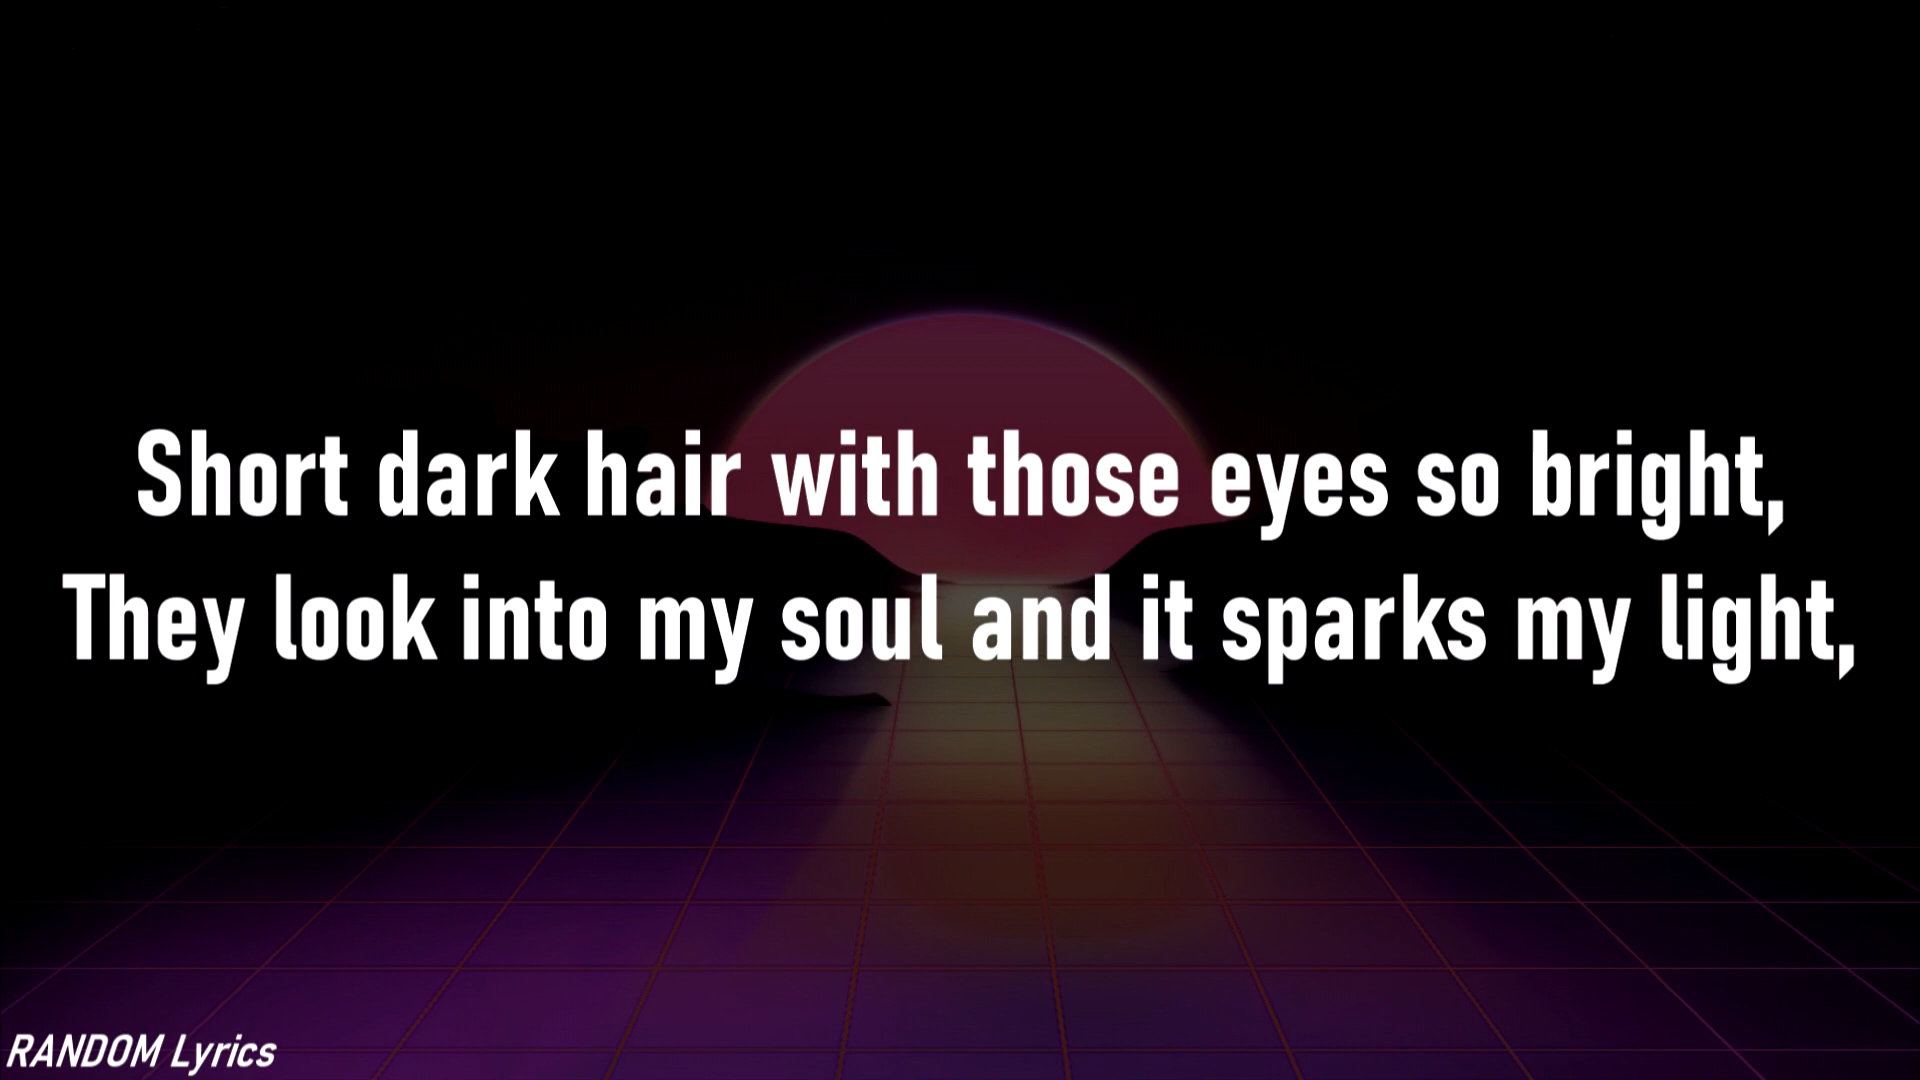 Short dark hair with those eyes so bright,
They look into my soul and it sparks my light,
RANDOM Lyrics